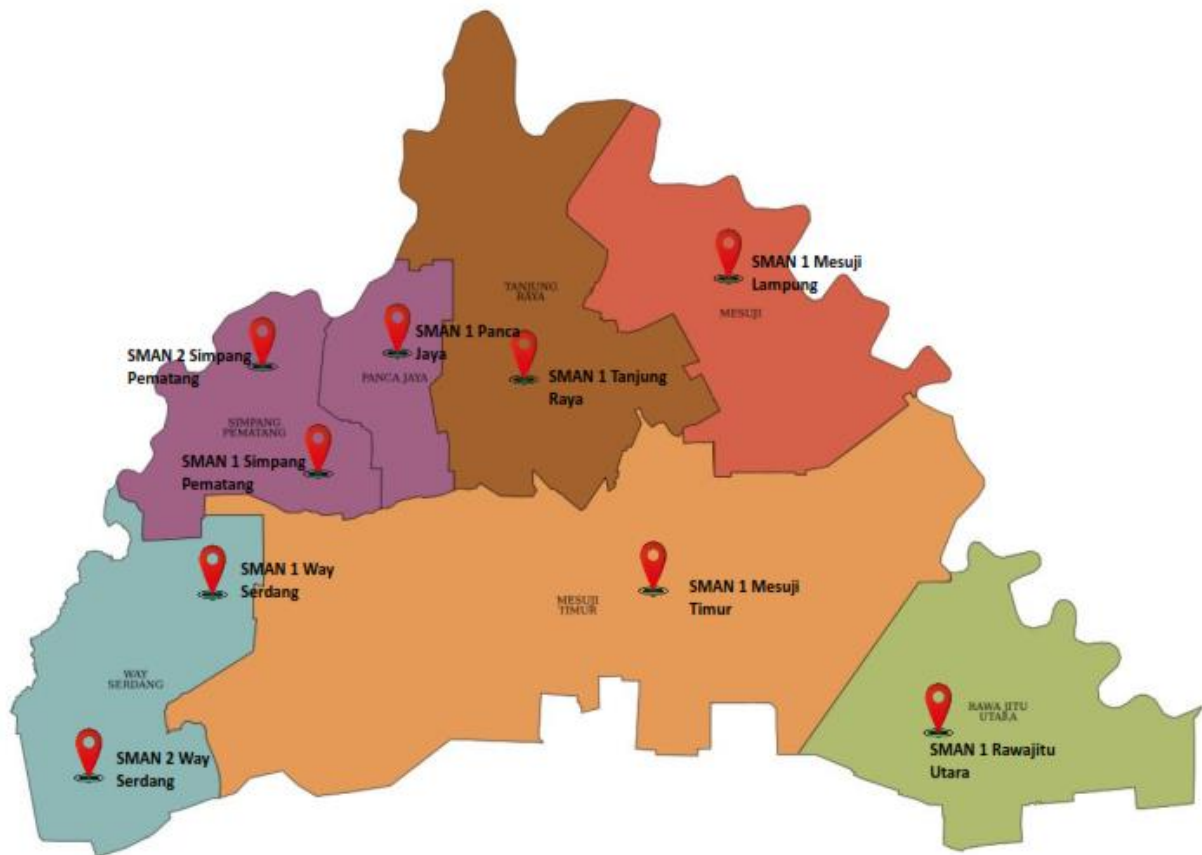 SMAN 1 Mesuji
Lampung
MESUJI
TANJUNG
RAYA
SMAN 1 Panca
Jaya
PANCA JAYA
SMAN 2 Simpang
Pematang
SMAN 1 Tanjung
Raya
SIMPANG
PEMATANG
SMAN 1 Simpang
Pematang
SMAN 1 Way
Serdang
SMAN 1 Mesuji
Timur
MESUJI
TIMUR
WAY
SERDANG
RAWA JITU
UTARA
SMAN 1 Rawajitu
Utara
SMAN 2 Way
Serdang